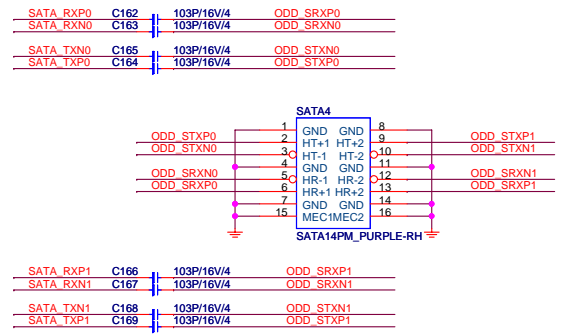 SATA_RXP0 C162 103P/16V/4 ODD_SRXP0
SATA_RXN0 C163 103P/16V/4 ODD_SRXN0
SATA_TXN0 C165 103P/16V/4 ODD_STXN0
SATA_TXP0 C164 103P/16V/4 ODD_STXP0
SATA4
1 GND GND 8
ODD_STXP0 2 HT+1 HT+2 9 ODD_STXP1
ODD_STXN0 3 HT-1 HT-2 10 ODD_STXN1
4 GND GND 11
ODD_SRXN0 5 HR-1 HR-2 12 ODD_SRXN1
ODD_SRXP0 6 HR+1 HR+2 13 ODD_SRXP1
7 GND GND 14
15 MEC1 MEC2 16
SATA14PM_PURPLE-RH
SATA_RXP1 C166 103P/16V/4 ODD_SRXP1
SATA_RXN1 C167 103P/16V/4 ODD_SRXN1
SATA_TXN1 C168 103P/16V/4 ODD_STXN1
SATA_TXP1 C169 103P/16V/4 ODD_STXP1